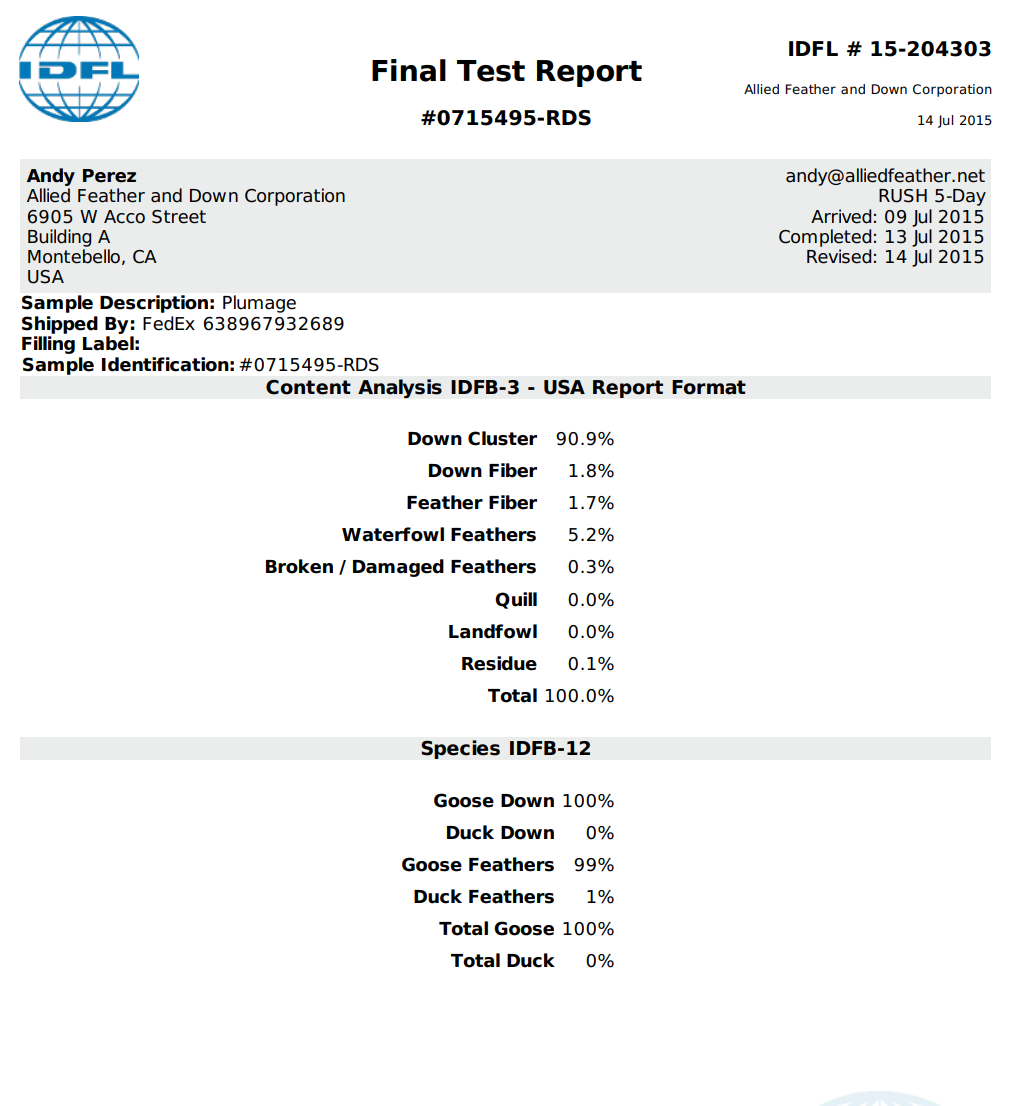 IDFL
Final Test Report
#0715495-RDS
IDFL # 15-204303
Allied Feather and Down Corporation
14 Jul 2015
Andy Perez
Allied Feather and Down Corporation
6905 W Acco Street
Building A
Montebello, CA
USA
andy@alliedfeather.net
RUSH 5-Day
Arrived: 09 Jul 2015
Completed: 13 Jul 2015
Revised: 14 Jul 2015
Sample Description: Plumage
Shipped By: FedEx 638967932689
Filling Label:
Sample Identification: #0715495-RDS
Content Analysis IDFB-3 - USA Report Format
Down Cluster 90.9%
Down Fiber 1.8%
Feather Fiber 1.7%
Waterfowl Feathers 5.2%
Broken / Damaged Feathers 0.3%
Quill 0.0%
Landfowl 0.0%
Residue 0.1%
Total 100.0%
Species IDFB-12
Goose Down 100%
Duck Down 0%
Goose Feathers 99%
Duck Feathers 1%
Total Goose 100%
Total Duck 0%